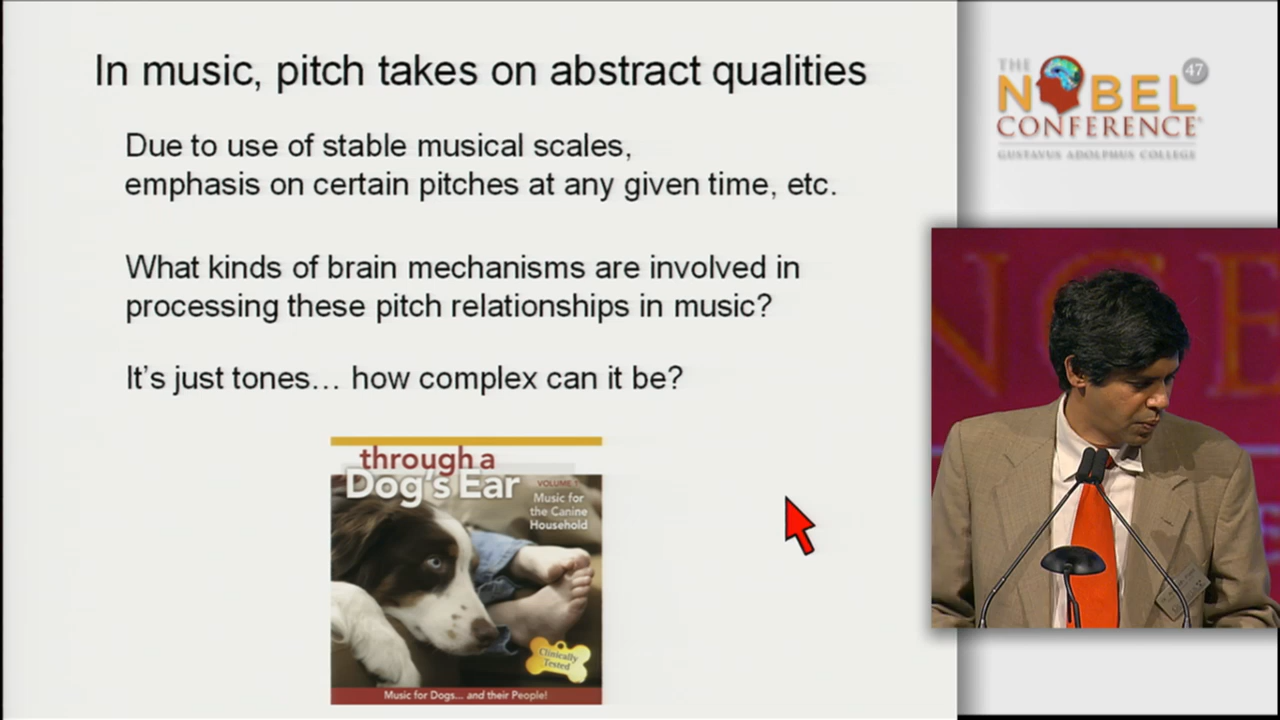 In music, pitch takes on abstract qualities
Due to use of stable musical scales,
emphasis on certain pitches at any given time, etc.
What kinds of brain mechanisms are involved in
processing these pitch relationships in music?
It's just tones… how complex can it be?
through a
Dog's Ear
VOLUME 1
Music for
the Canine
Household
Clinically
Tested
Music for Dogs... and their People!
THE
NOBEL
47
CONFERENCE
GUSTAVUS ADOLPHUS COLLEGE
NCE